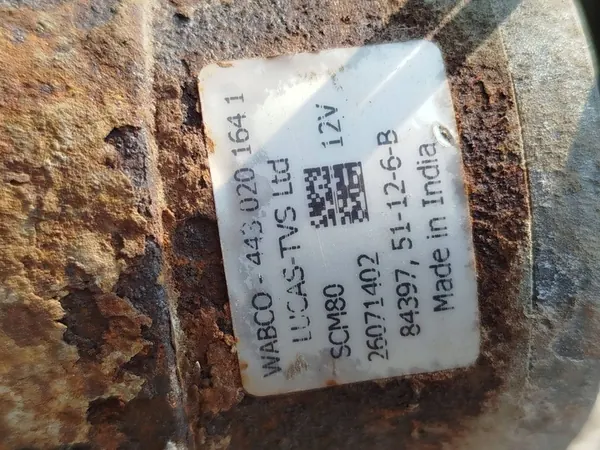 WABCO - 443 020 164 1
LUCAS-TVS Ltd
SCM80 12V
26071402
84397, 51-12-6-B
Made in India